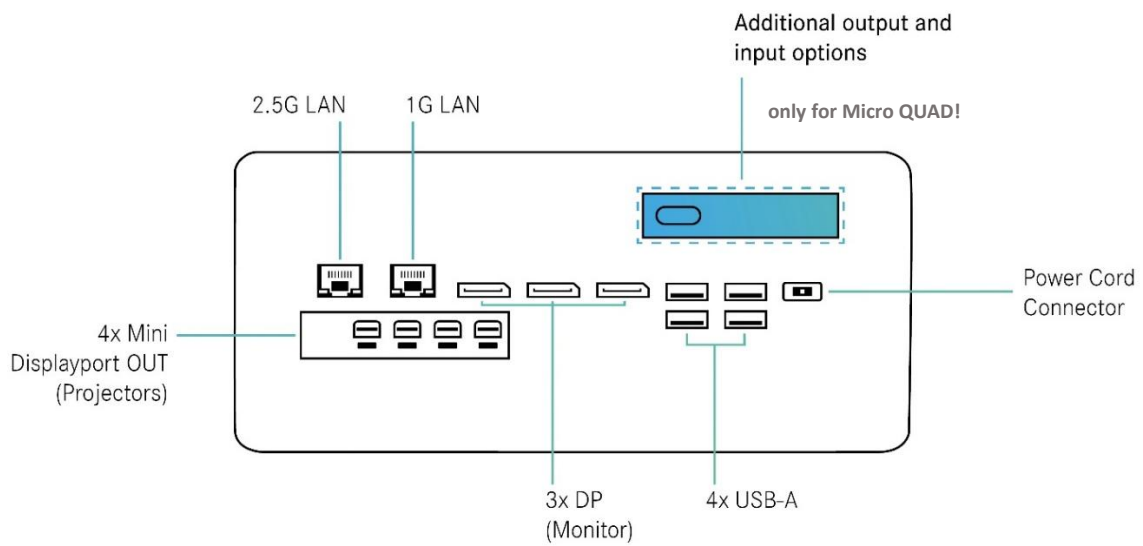 Additional output and
input options
only for Micro QUAD!
2.5G LAN
1G LAN
Power Cord
Connector
4x Mini
Displayport OUT
(Projectors)
3x DP
(Monitor)
4x USB-A